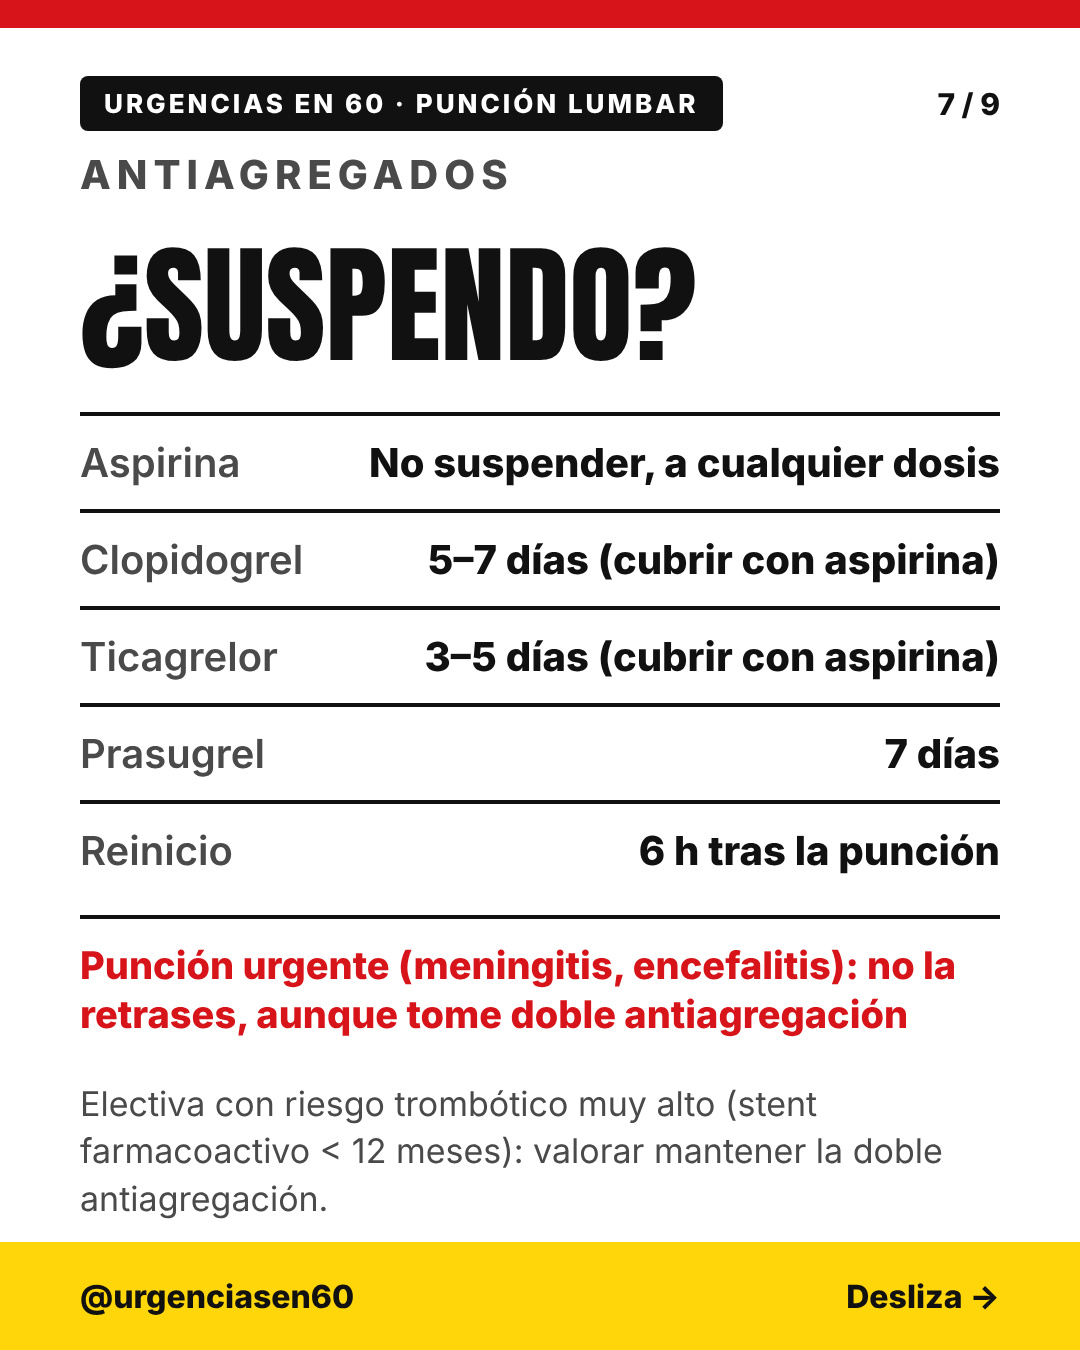 URGENCIAS EN 60 · PUNCIÓN LUMBAR
7 / 9
ANTIAGREGADOS
¿SUSPENDO?
Aspirina No suspender, a cualquier dosis
Clopidogrel 5–7 días (cubrir con aspirina)
Ticagrelor 3–5 días (cubrir con aspirina)
Prasugrel 7 días
Reinicio 6 h tras la punción
Punción urgente (meningitis, encefalitis): no la
retrases, aunque tome doble antiagregación
Electiva con riesgo trombótico muy alto (stent
farmacoactivo < 12 meses): valorar mantener la doble
antiagregación.
@urgenciasen60
Desliza →